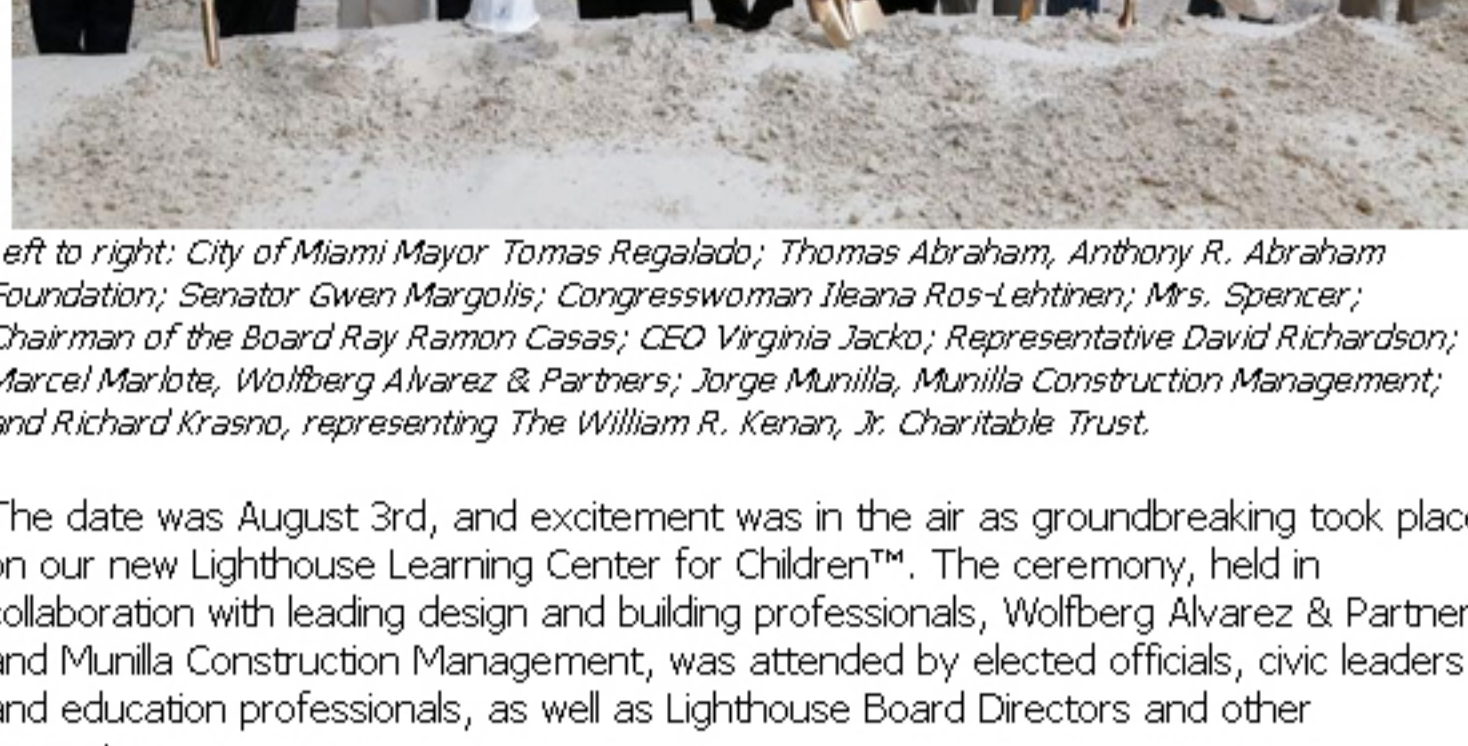 eft to right: City of Miami Mayor Tomas Regalado; Thomas Abraham, Anthony R. Abraham
Foundation; Senator Gwen Margolis; Congresswoman Ileana Ros-Lehtinen; Mrs. Spencer;
Chairman of the Board Ray Ramon Casas; CEO Virginia Jacko; Representative David Richardson;
Marcel Marlote, Wolfberg Alvarez & Partners; Jorge Munilla, Munilla Construction Management;
and Richard Krasno, representing The William R. Kenan, Jr. Charitable Trust.
The date was August 3rd, and excitement was in the air as groundbreaking took place
on our new Lighthouse Learning Center for Children™. The ceremony, held in
collaboration with leading design and building professionals, Wolfberg Alvarez & Partner
and Munilla Construction Management, was attended by elected officials, civic leaders
and education professionals, as well as Lighthouse Board Directors and other